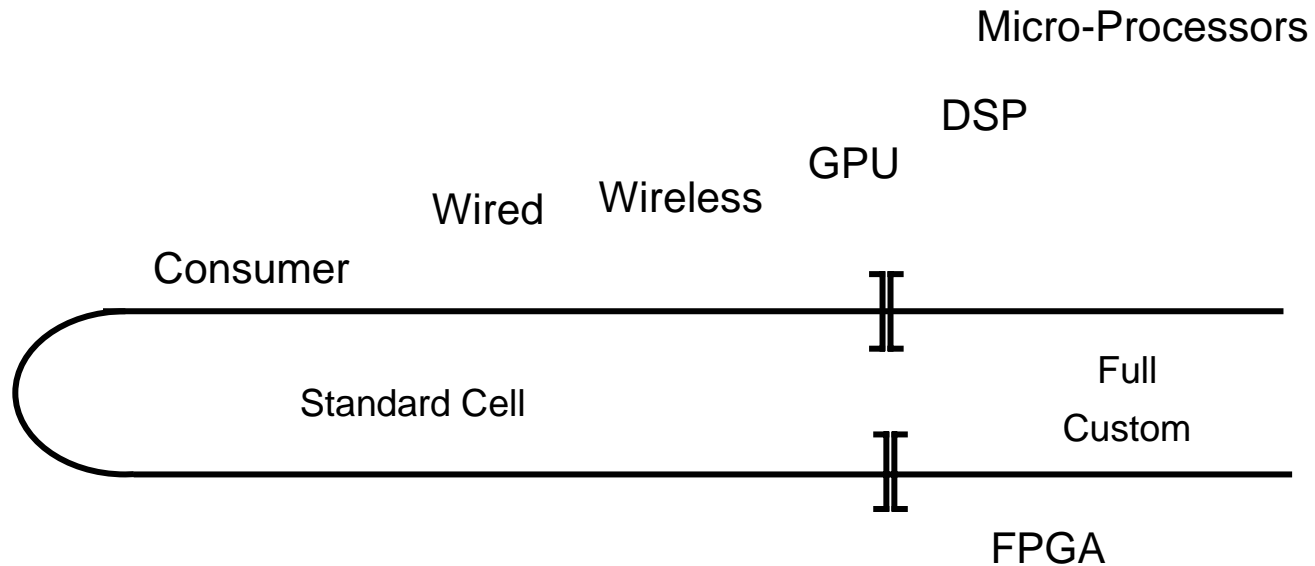 Micro-Processors
DSP
GPU
Wireless
Wired
Consumer
Full
Standard Cell
Custom
FPGA